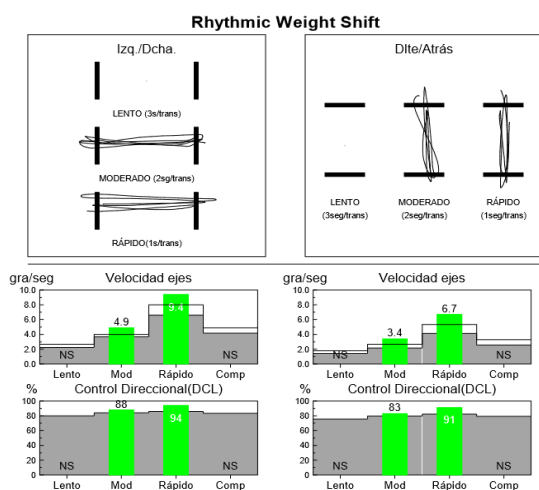 Rhythmic Weight Shift
Izq./Dcha.
LENTO (3s/trans)
MODERADO (2sg/trans)
RÁPIDO(1s/trans)
Dlte/Atrás
LENTO MODERADO RÁPIDO
(3seg/trans) (2seg/trans) (1seg/trans)
gra/seg Velocidad ejes
10.0
8.0
6.0
4.0
2.0
0.0
NS 4.9 9.4 NS
Lento Mod Rápido Comp
% Control Direccional(DCL)
100
80
60
40
20
0
NS 88 94 NS
Lento Mod Rápido Comp
gra/seg Velocidad ejes
10.0
8.0
6.0
4.0
2.0
0.0
NS 3.4 6.7 NS
Lento Mod Rápido Comp
% Control Direccional(DCL)
100
80
60
40
20
0
NS 83 91 NS
Lento Mod Rápido Comp